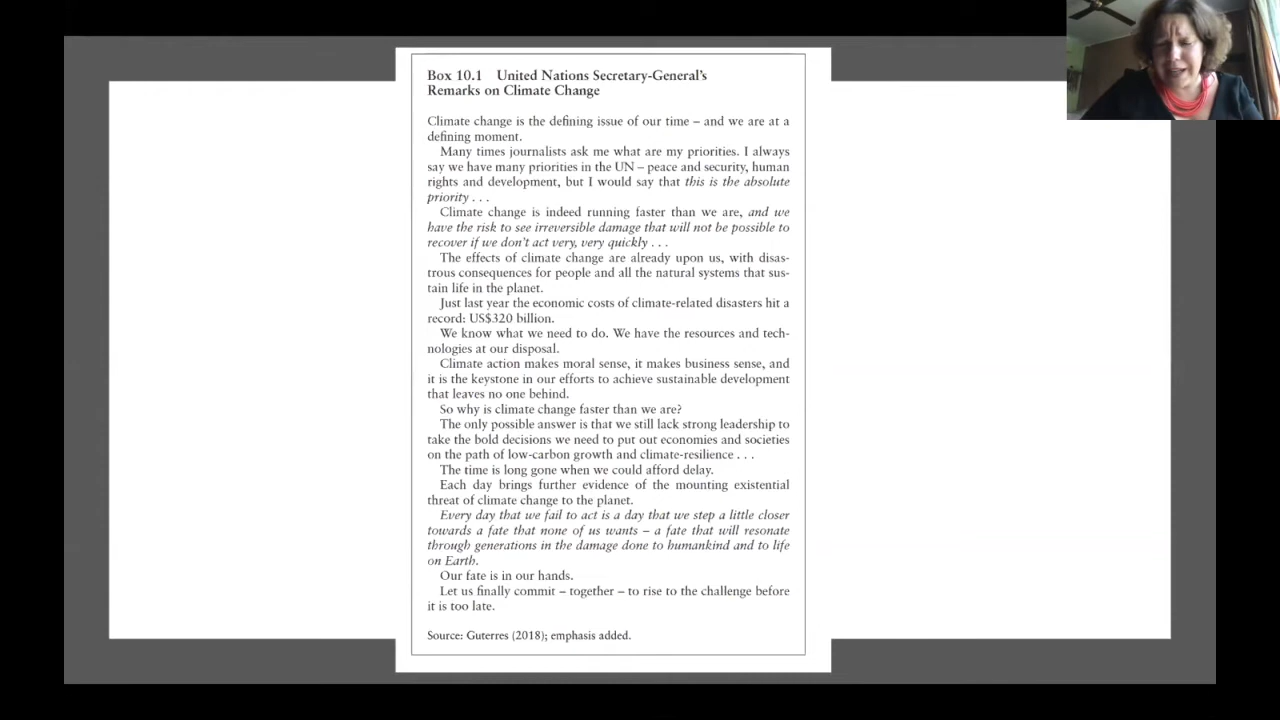 Box 10.1 United Nations Secretary-General's
Remarks on Climate Change
Climate change is the defining issue of our time – and we are at a
defining moment.
Many times journalists ask me what are my priorities. I always
say we have many priorities in the UN – peace and security, human
rights and development, but I would say that this is the absolute
priority . . .
Climate change is indeed running faster than we are, and we
have the risk to see irreversible damage that will not be possible to
recover if we don't act very, very quickly . . .
The effects of climate change are already upon us, with disas-
trous consequences for people and all the natural systems that sus-
tain life in the planet.
Just last year the economic costs of climate-related disasters hit a
record: US$320 billion.
We know what we need to do. We have the resources and tech-
nologies at our disposal.
Climate action makes moral sense, it makes business sense, and
it is the keystone in our efforts to achieve sustainable development
that leaves no one behind.
So why is climate change faster than we are?
The only possible answer is that we still lack strong leadership to
take the bold decisions we need to put out economies and societies
on the path of low-carbon growth and climate-resilience . . .
The time is long gone when we could afford delay.
Each day brings further evidence of the mounting existential
threat of climate change to the planet.
Every day that we fail to act is a day that we step a little closer
towards a fate that none of us wants – a fate that will resonate
through generations in the damage done to humankind and to life
on Earth.
Our fate is in our hands.
Let us finally commit – together – to rise to the challenge before
it is too late.
Source: Guterres (2018); emphasis added.